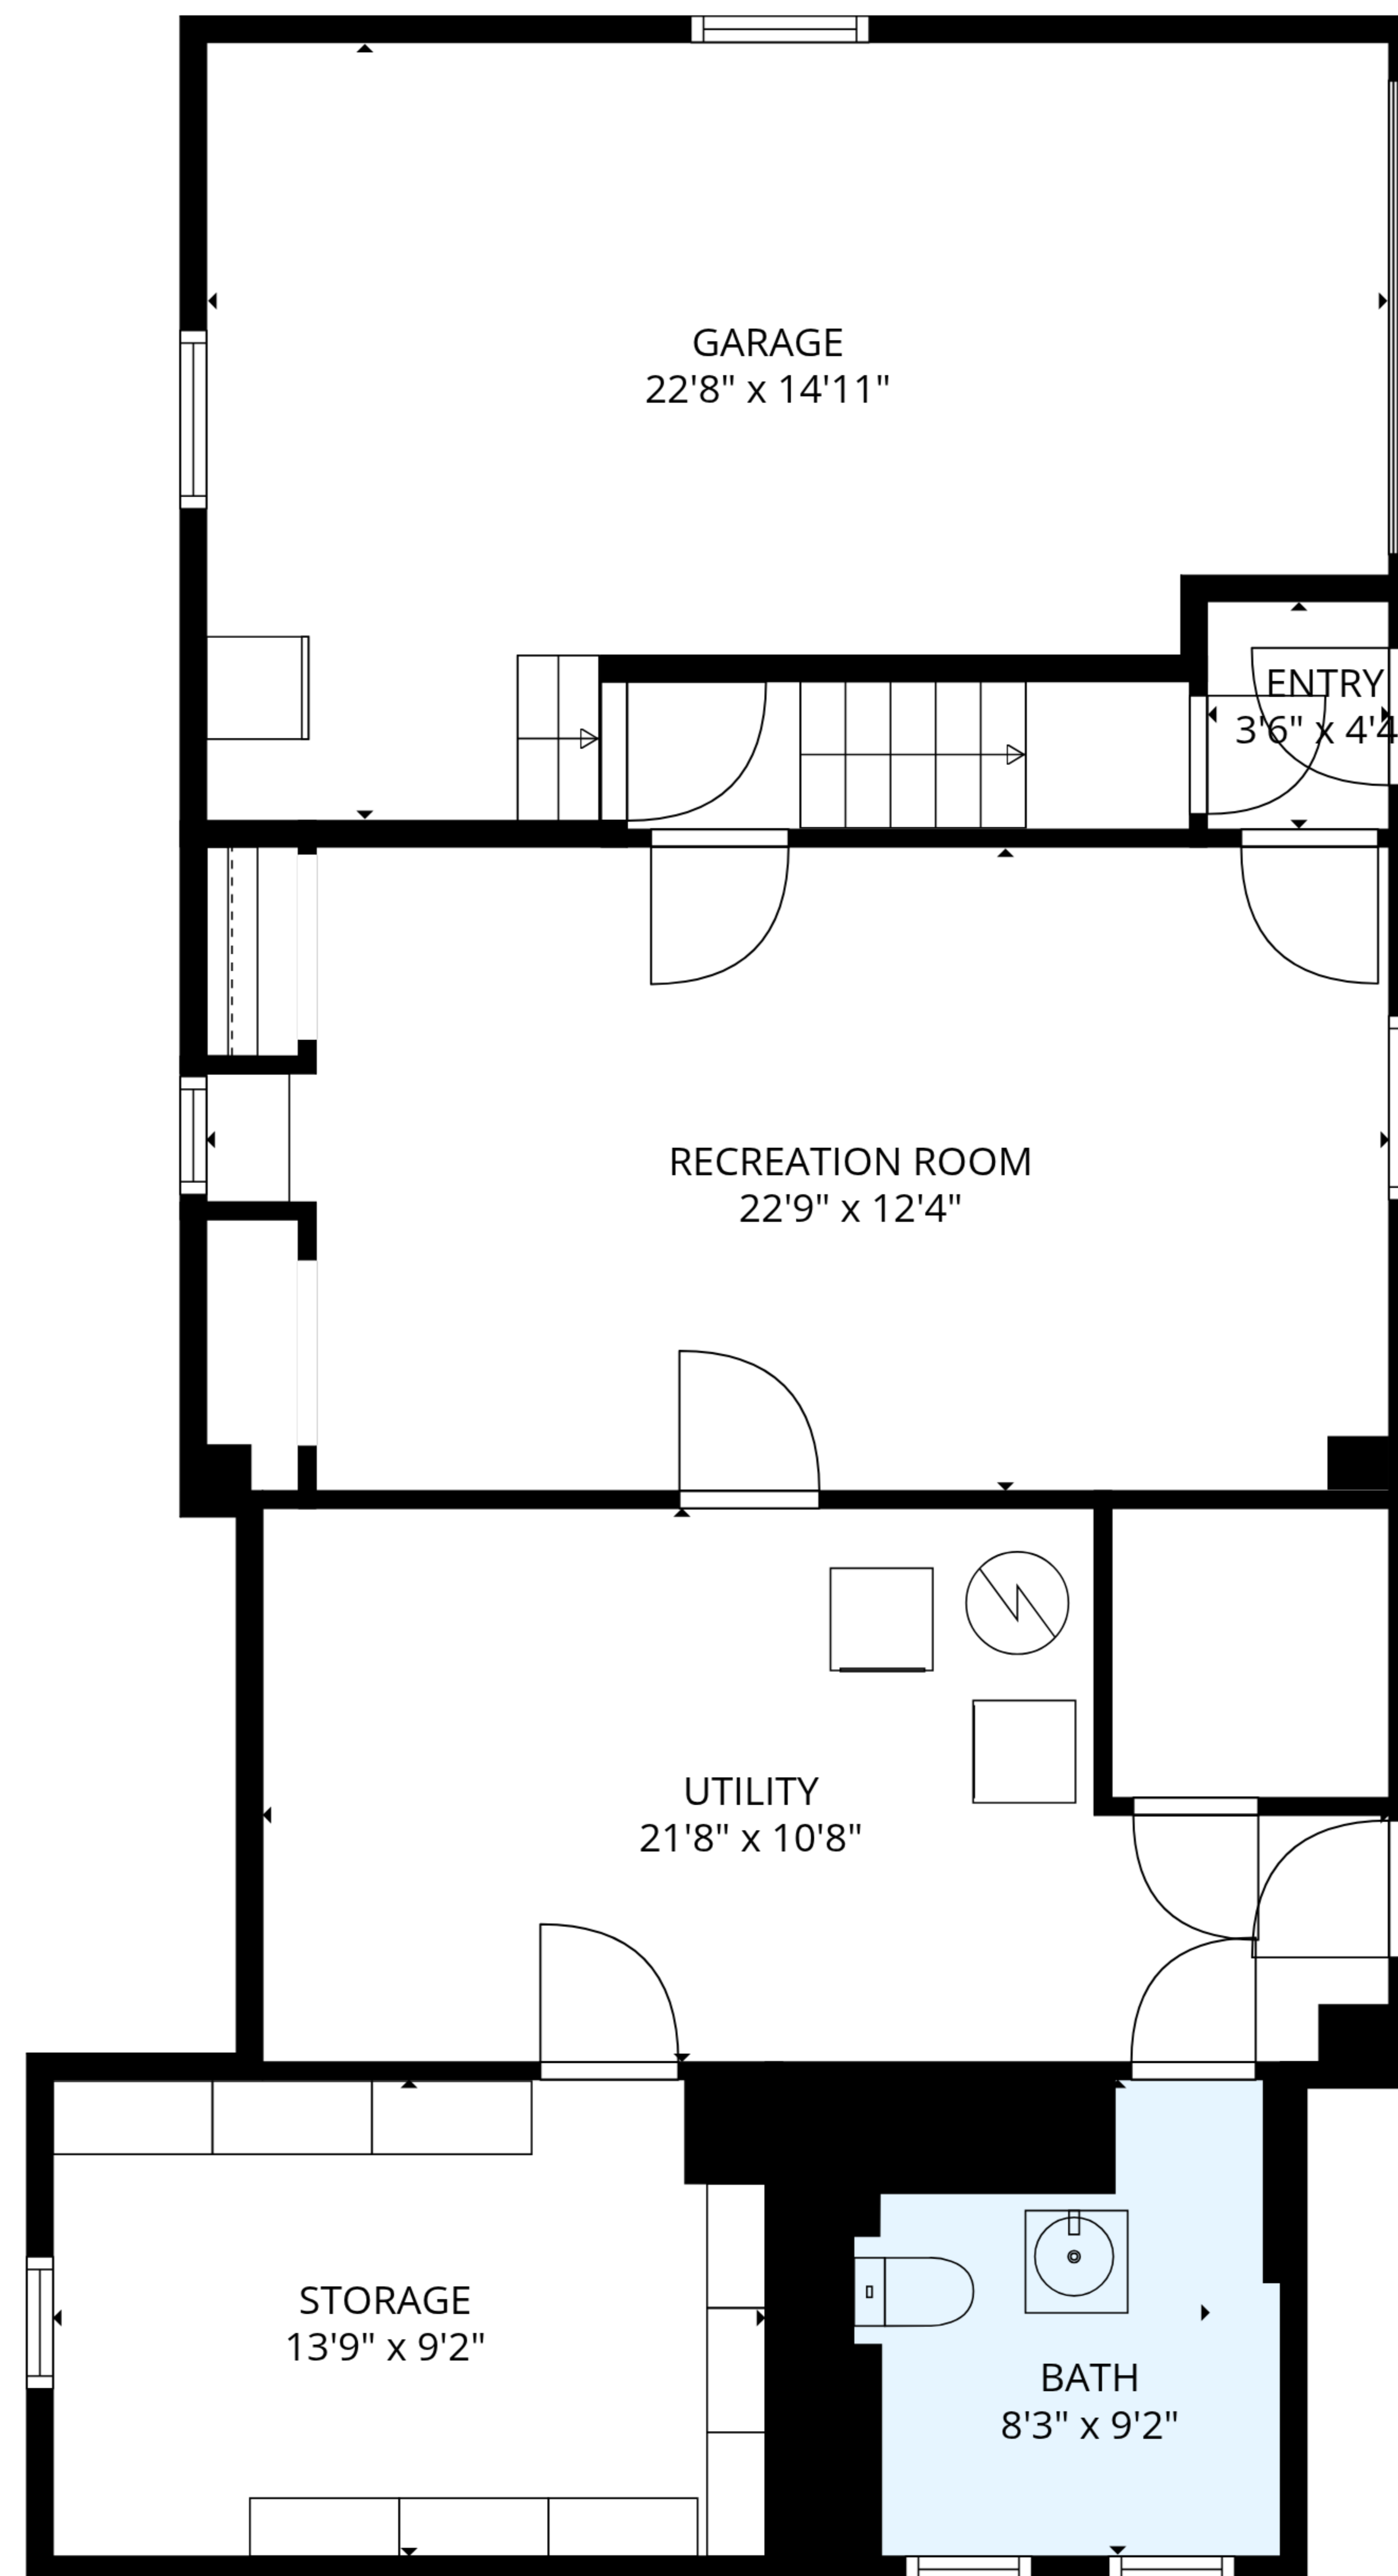 GARAGE
22'8" x 14'11"
ENTRY
3'6" x 4'4
RECREATION ROOM
22'9" x 12'4"
UTILITY
21'8" x 10'8"
STORAGE
13'9" x 9'2"
BATH
8'3" x 9'2"